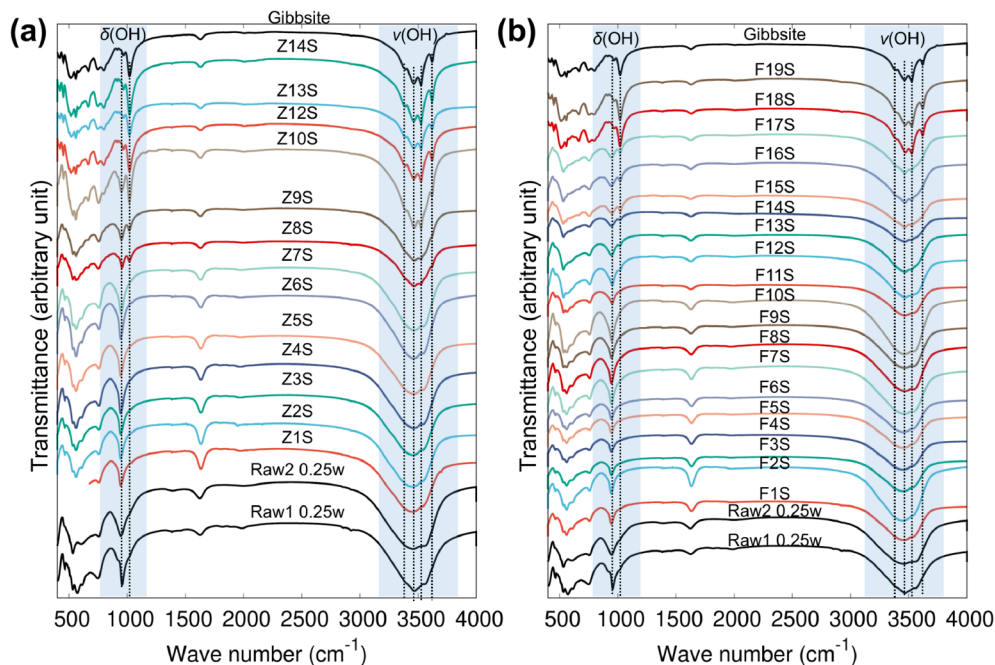 (a)
δ(OH)
Gibbsite
ν(OH)
Z14S
Z13S
Z12S
Z10S
Z9S
Z8S
Z7S
Z6S
Z5S
Z4S
Z3S
Z2S
Z1S
Raw2 0.25w
Raw1 0.25w
Transmittance (arbitrary unit)
500 1000 1500 2000 2500 3000 3500 4000
Wave number (cm⁻¹)
(b)
δ(OH)
Gibbsite
ν(OH)
F19S
F18S
F17S
F16S
F15S
F14S
F13S
F12S
F11S
F10S
F9S
F8S
F7S
F6S
F5S
F4S
F3S
F2S
F1S
Raw2 0.25w
Raw1 0.25w
Transmittance (arbitrary unit)
500 1000 1500 2000 2500 3000 3500 4000
Wave number (cm⁻¹)